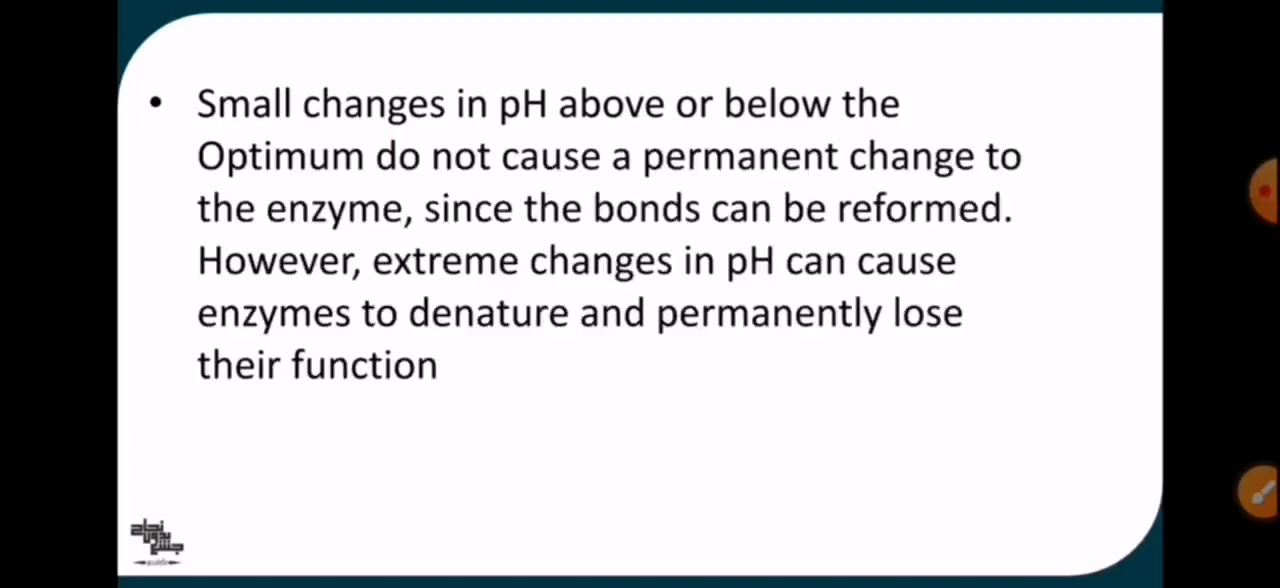 • Small changes in pH above or below the
Optimum do not cause a permanent change to
the enzyme, since the bonds can be reformed.
However, extreme changes in pH can cause
enzymes to denature and permanently lose
their function